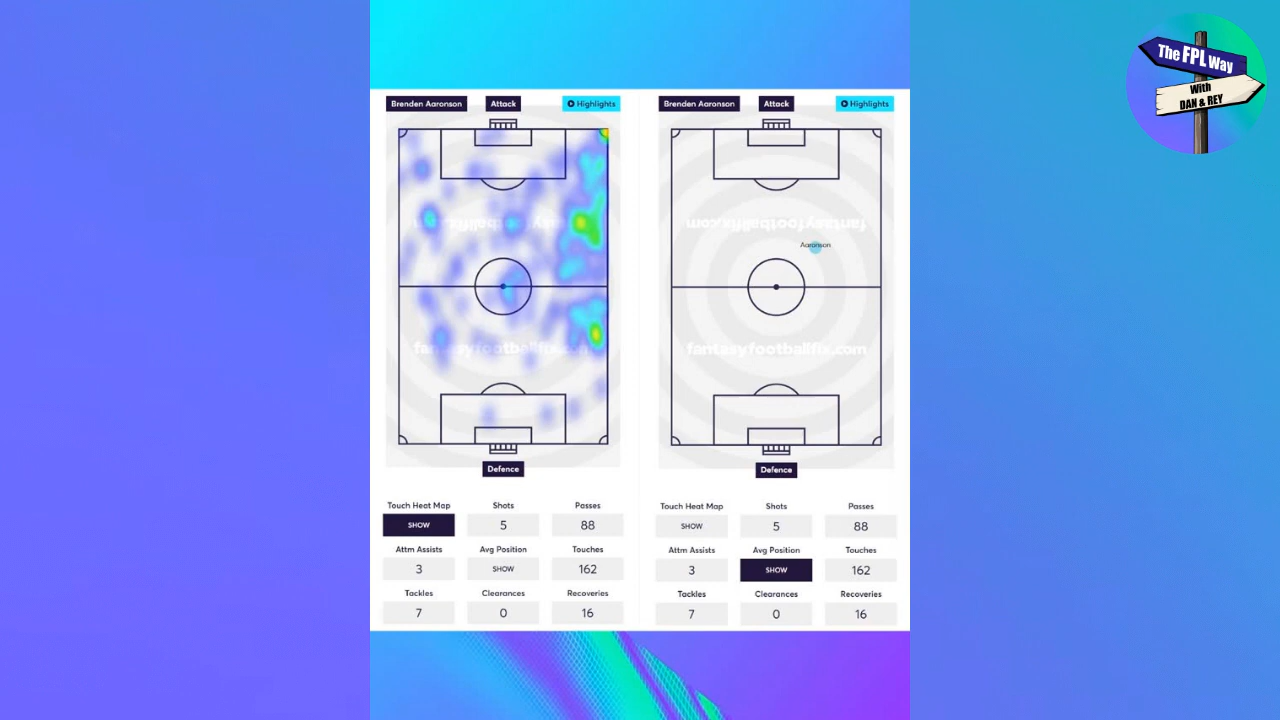 The FPL Way
With
DAN & REY
Brenden Aaronson
Attack
Highlights
fantasyfootballfix.com
Defence
Touch Heat Map
Shots
Passes
SHOW
5
88
Attm Assists
Avg Position
Touches
3
SHOW
162
Tackles
Clearances
Recoveries
7
0
16
Brenden Aaronson
Attack
Highlights
fantasyfootballfix.com
Aaronson
fantasyfootballfix.com
Defence
Touch Heat Map
Shots
Passes
SHOW
5
88
Attm Assists
Avg Position
Touches
3
SHOW
162
Tackles
Clearances
Recoveries
7
0
16